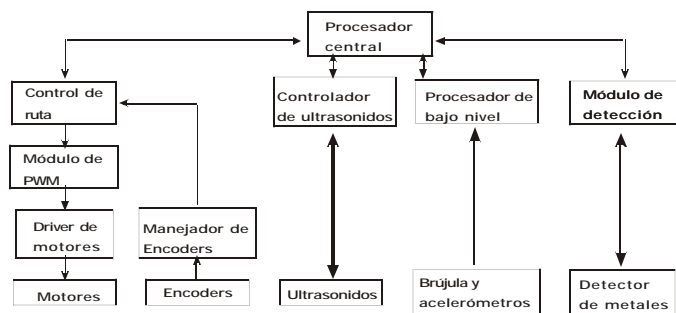 Procesador
central
Control de
ruta
Controlador
de ultrasonidos
Procesador de
bajo nivel
Módulo de
detección
Módulo de
PWM
Driver de
motores
Manejador de
Encoders
Motores
Encoders
Ultrasonidos
Brújula y
acelerómetros
Detector
de metales